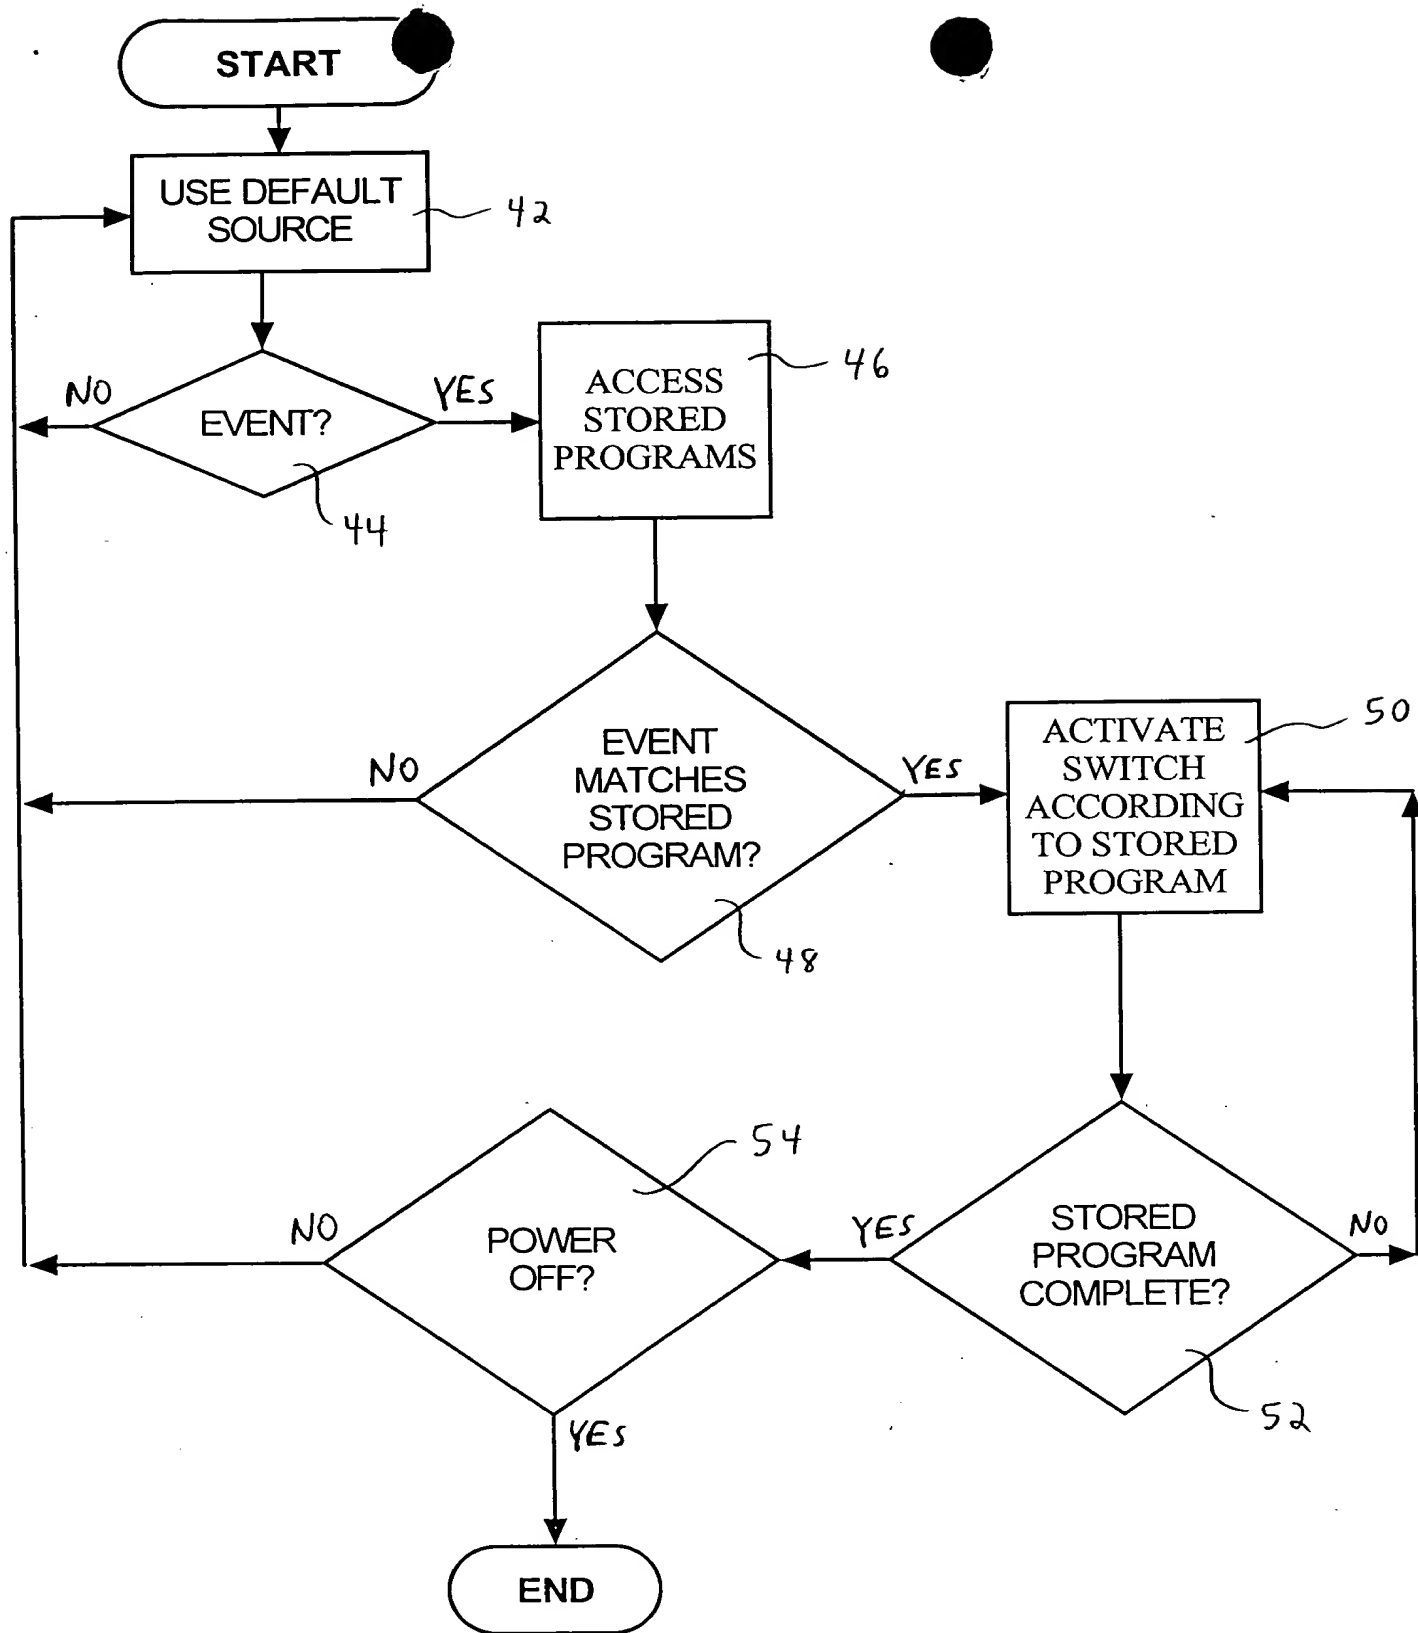 START
USE DEFAULT
SOURCE
42
NO
YES
EVENT?
44
ACCESS
STORED
PROGRAMS
46
NO
EVENT
MATCHES
STORED
PROGRAM?
YES
48
ACTIVATE
SWITCH
ACCORDING
TO STORED
PROGRAM
50
54
NO
POWER
OFF?
YES
STORED
PROGRAM
COMPLETE?
NO
52
YES
END